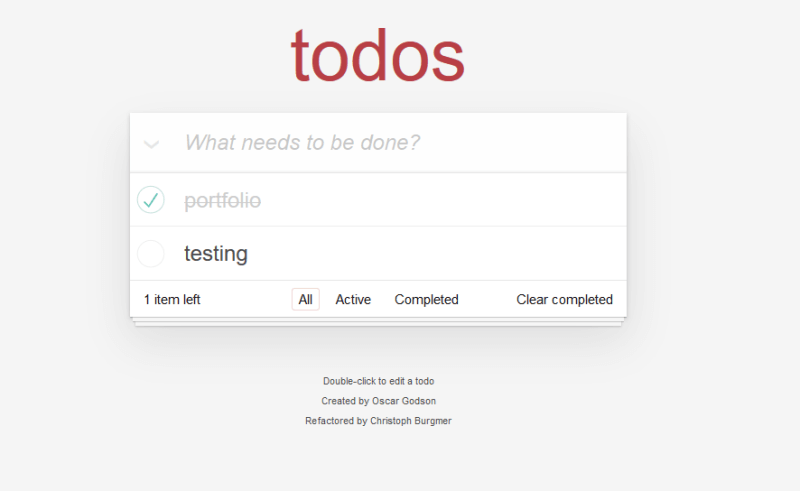 todos
What needs to be done?
portfolio
testing
1 item left All Active Completed Clear completed
Double-click to edit a todo
Created by Oscar Godson
Refactored by Christoph Burgmer